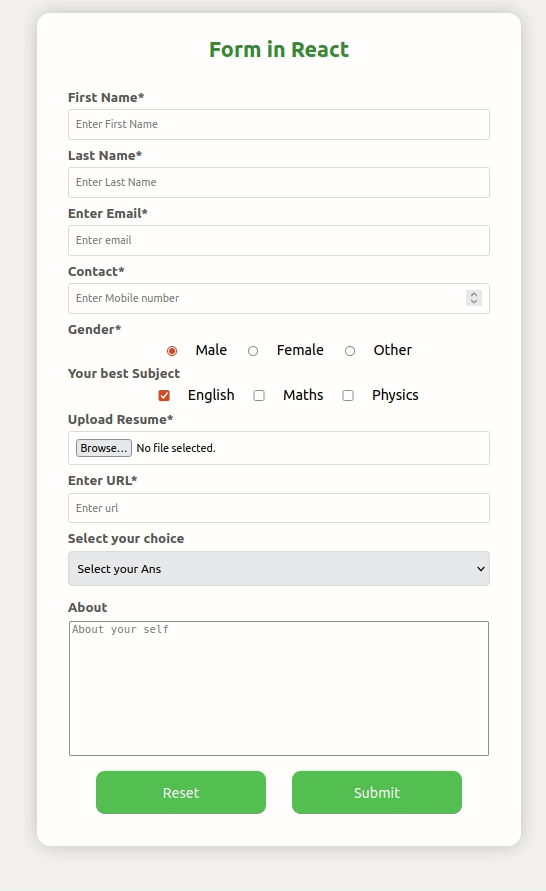 Form in React
First Name*
Enter First Name
Last Name*
Enter Last Name
Enter Email*
Enter email
Contact*
Enter Mobile number
Gender*
Male Female Other
Your best Subject
English Maths Physics
Upload Resume*
Browse... No file selected.
Enter URL*
Enter url
Select your choice
Select your Ans
About
About your self
Reset Submit